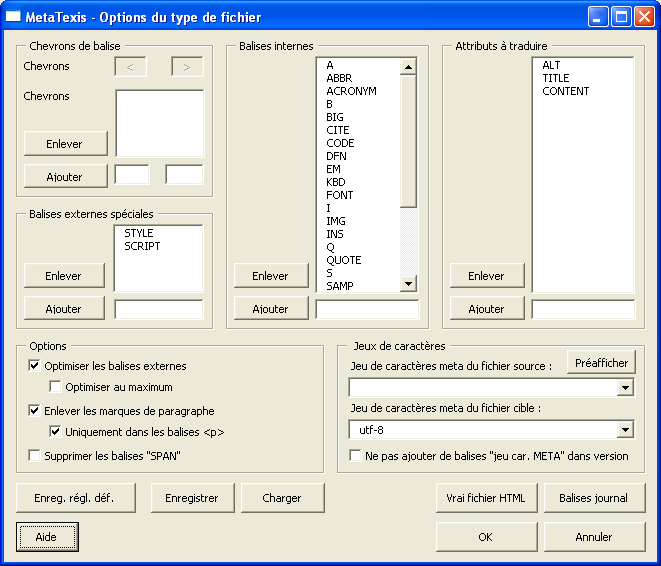 MetaTexis - Options du type de fichier
Chevrons de balise
Chevrons < >
Chevrons
Enlever
Ajouter
Balises externes spéciales
STYLE
SCRIPT
Enlever
Ajouter
Balises internes
A
ABBR
ACRONYM
B
BIG
CITE
CODE
DFN
EM
KBD
FONT
I
IMG
INS
Q
QUOTE
S
SAMP
Enlever
Ajouter
Attributs à traduire
ALT
TITLE
CONTENT
Enlever
Ajouter
Options
Optimiser les balises externes
Optimiser au maximum
Enlever les marques de paragraphe
Uniquement dans les balises <p>
Supprimer les balises "SPAN"
Jeux de caractères
Jeu de caractères meta du fichier source :
Préafficher
Jeu de caractères meta du fichier cible :
utf-8
Ne pas ajouter de balises "jeu car. META" dans version
Enreg. régl. déf.
Enregistrer
Charger
Vrai fichier HTML
Balises journal
Aide
OK
Annuler